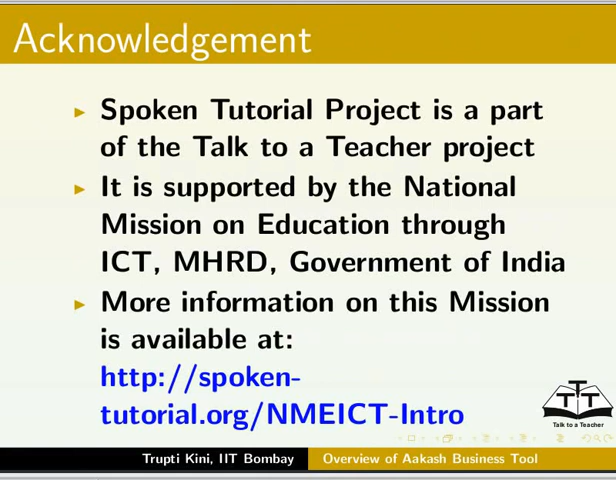 Acknowledgement
Spoken Tutorial Project is a part
of the Talk to a Teacher project
It is supported by the National
Mission on Education through
ICT, MHRD, Government of India
More information on this Mission
is available at:
http://spoken-
tutorial.org/NMEICT-Intro
T T T
Talk to a Teacher
Trupti Kini, IIT Bombay
Overview of Aakash Business Tool